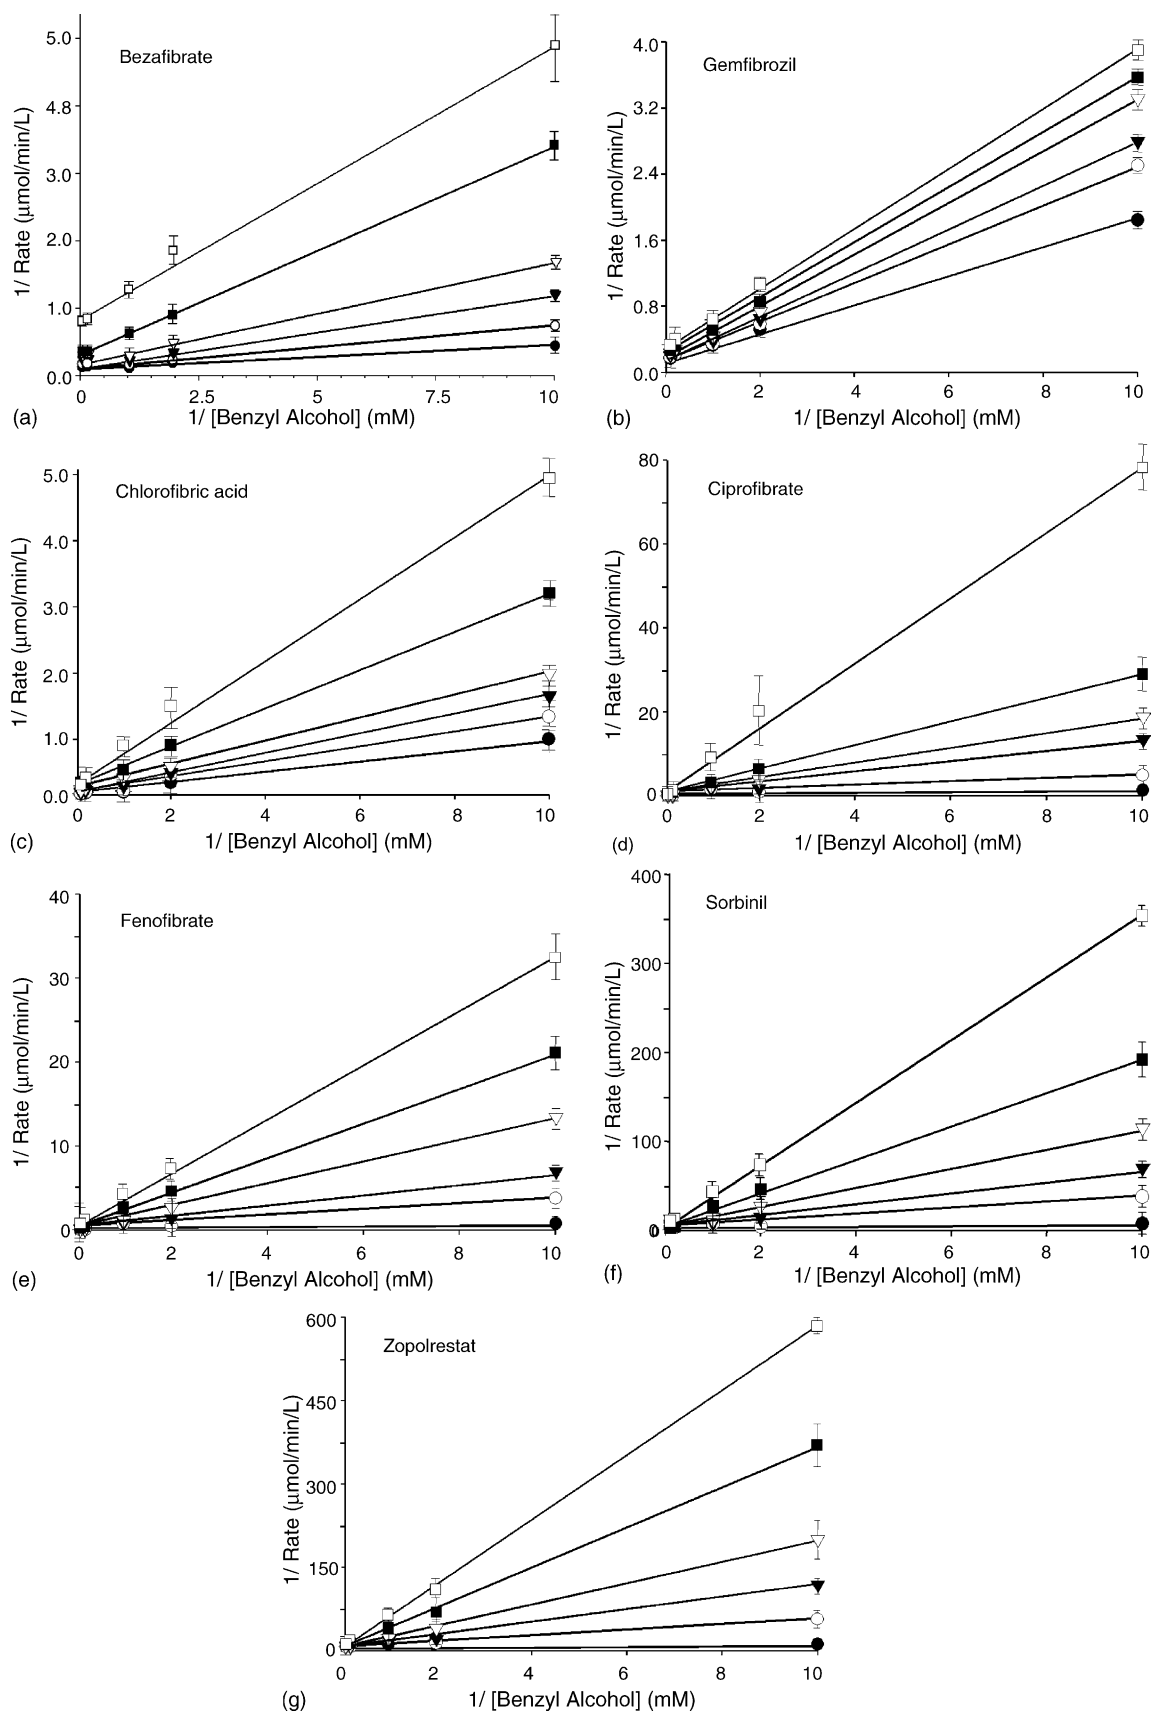 Bezafibrate
1/ Rate (μmol/min/L)
5.0
4.8
3.0
2.0
1.0
0.0
0 2.5 5 7.5 10
(a) 1/ [Benzyl Alcohol] (mM)
Gemfibrozil
1/ Rate (μmol/min/L)
4.0
3.2
2.4
1.6
0.8
0.0
0 2 4 6 8 10
(b) 1/ [Benzyl Alcohol] (mM)
Chlorofibric acid
1/ Rate (μmol/min/L)
5.0
4.0
3.0
2.0
1.0
0.0
0 2 4 6 8 10
(c) 1/ [Benzyl Alcohol] (mM)
Ciprofibrate
1/ Rate (μmol/min/L)
80
60
40
20
0
0 2 4 6 8 10
(d) 1/ [Benzyl Alcohol] (mM)
Fenofibrate
1/ Rate (μmol/min/L)
40
30
20
10
0
0 2 4 6 8 10
(e) 1/ [Benzyl Alcohol] (mM)
Sorbinil
1/ Rate (μmol/min/L)
400
300
200
100
0
0 2 4 6 8 10
(f) 1/ [Benzyl Alcohol] (mM)
Zopolrestat
1/ Rate (μmol/min/L)
600
450
300
150
0
0 2 4 6 8 10
(g) 1/ [Benzyl Alcohol] (mM)